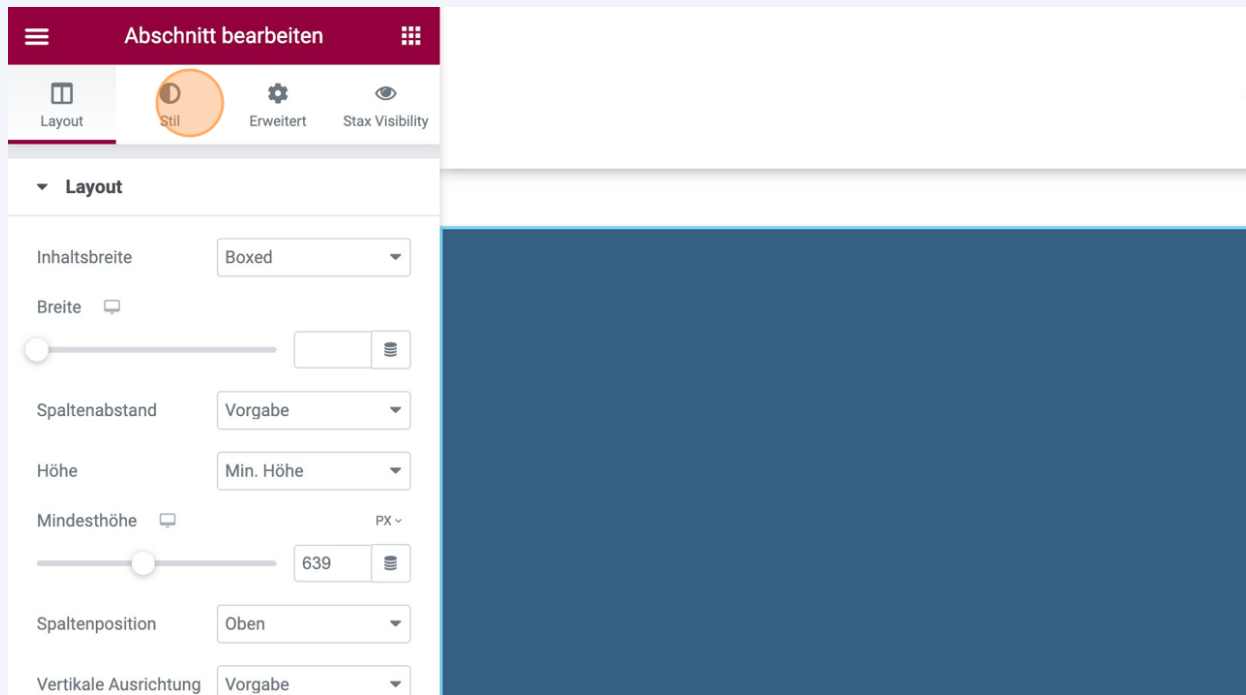 Abschnitt bearbeiten
Layout Stil Erweitert Stax Visibility
Layout
Inhaltsbreite Boxed
Breite
Spaltenabstand Vorgabe
Höhe Min. Höhe
Mindesthöhe PX
639
Spaltenposition Oben
Vertikale Ausrichtung Vorgabe